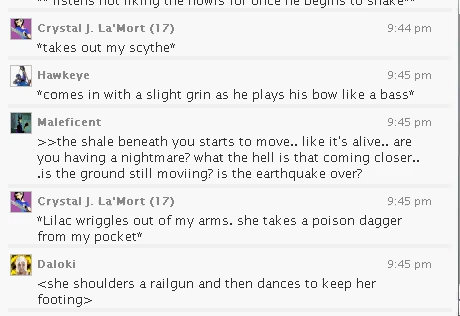 ** listens not liking the howls for once he begins to shake**
Crystal J. La'Mort (17) 9:44 pm
*takes out my scythe*
Hawkeye 9:45 pm
*comes in with a slight grin as he plays his bow like a bass*
Maleficent 9:45 pm
>>the shale beneath you starts to move.. like it's alive.. are
you having a nightmare? what the hell is that coming closer..
.is the ground still moviing? is the earthquake over?
Crystal J. La'Mort (17) 9:45 pm
*Lilac wriggles out of my arms. she takes a poison dagger
from my pocket*
Daloki 9:45 pm
<she shoulders a railgun and then dances to keep her
footing>